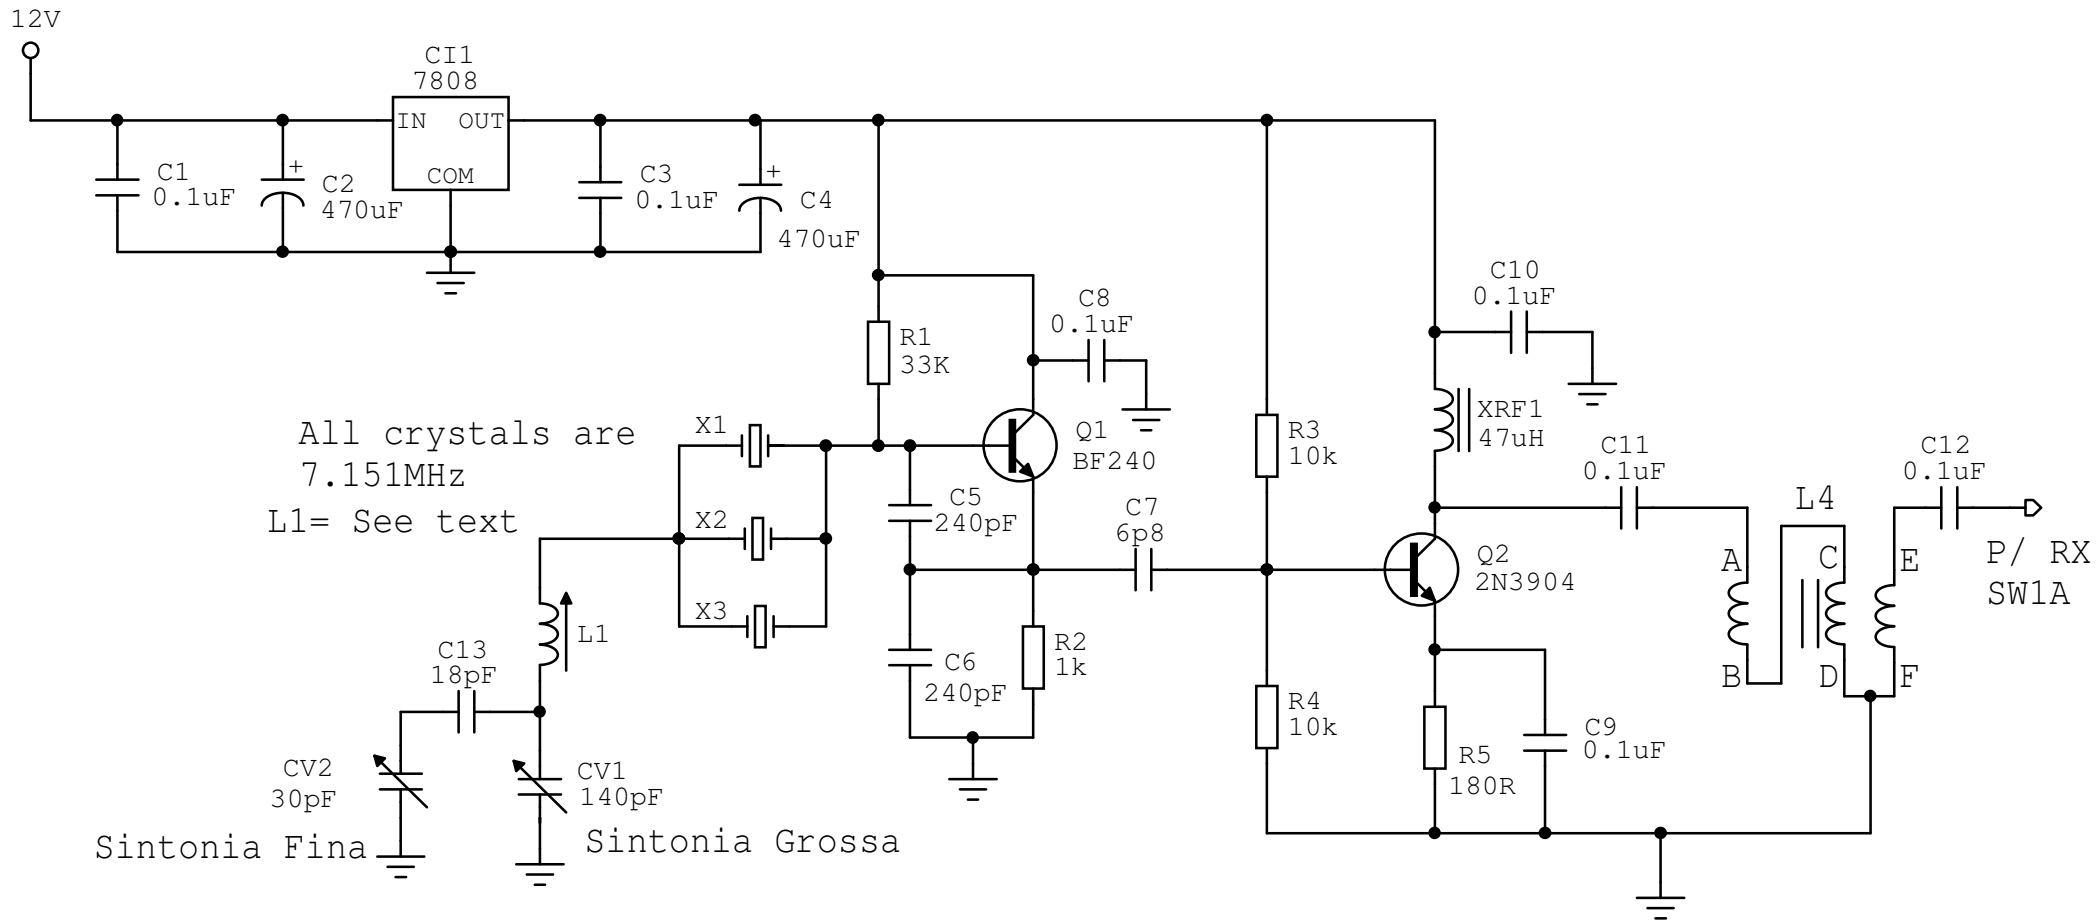 12V
CI1
7808
IN OUT
COM
C1
0.1uF
+
C2
470uF
C3
0.1uF
+
C4
470uF
C10
0.1uF
C8
0.1uF
R1
33K
XRF1
47uH
All crystals are
7.151MHz
L1= See text
X1
X2
X3
Q1
BF240
R3
10k
C11
0.1uF
C12
0.1uF
L4
C5
240pF
C7
6p8
Q2
2N3904
A
C
E
P/ RX
SW1A
L1
C13
18pF
C6
240pF
R2
1k
B
D
F
R4
10k
C9
0.1uF
R5
180R
CV2
30pF
CV1
140pF
Sintonia Fina
Sintonia Grossa